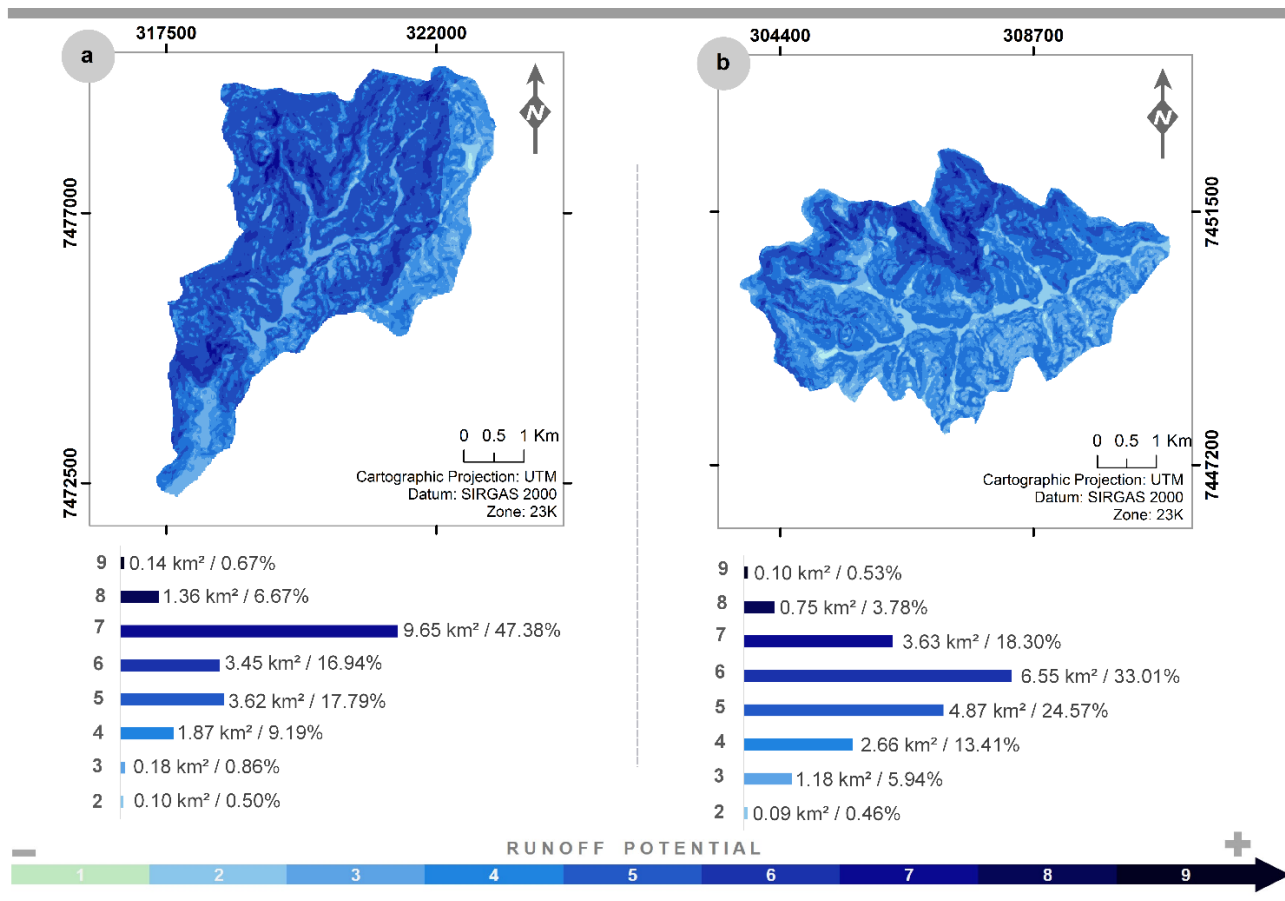 a
317500 322000
7477000
7472500
N
0 0.5 1 Km
Cartographic Projection: UTM
Datum: SIRGAS 2000
Zone: 23K
9 0.14 km² / 0.67%
8 1.36 km² / 6.67%
7 9.65 km² / 47.38%
6 3.45 km² / 16.94%
5 3.62 km² / 17.79%
4 1.87 km² / 9.19%
3 0.18 km² / 0.86%
2 0.10 km² / 0.50%
b
304400 308700
7451500
7447200
N
0 0.5 1 Km
Cartographic Projection: UTM
Datum: SIRGAS 2000
Zone: 23K
9 0.10 km² / 0.53%
8 0.75 km² / 3.78%
7 3.63 km² / 18.30%
6 6.55 km² / 33.01%
5 4.87 km² / 24.57%
4 2.66 km² / 13.41%
3 1.18 km² / 5.94%
2 0.09 km² / 0.46%
− RUNOFF POTENTIAL +
1 2 3 4 5 6 7 8 9